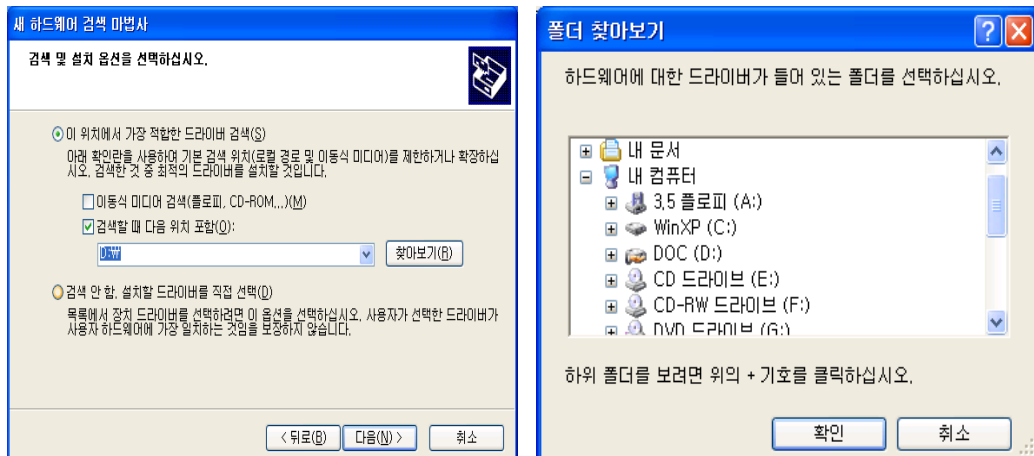 새 하드웨어 검색 마법사
검색 및 설치 옵션을 선택하십시오.
이 위치에서 가장 적합한 드라이버 검색(S)
아래 확인란을 사용하여 기본 검색 위치(로컬 경로 및 이동식 미디어)를 제한하거나 확장하십
시오. 검색한 것 중 최적의 드라이버를 설치할 것입니다.
이동식 미디어 검색(플로피, CD-ROM...)(M)
검색할 때 다음 위치 포함(O):
D:₩
찾아보기(R)
검색 안 함. 설치할 드라이버를 직접 선택(D)
목록에서 장치 드라이버를 선택하려면 이 옵션을 선택하십시오. 사용자가 선택한 드라이버가
사용자 하드웨어에 가장 일치하는 것임을 보장하지 않습니다.
< 뒤로(B)
다음(N) >
취소
폴더 찾아보기
하드웨어에 대한 드라이버가 들어 있는 폴더를 선택하십시오.
내 문서
내 컴퓨터
3.5 플로피 (A:)
WinXP (C:)
DOC (D:)
CD 드라이브 (E:)
CD-RW 드라이브 (F:)
DVD 드라이브 (G:)
하위 폴더를 보려면 위의 + 기호를 클릭하십시오.
확인
취소